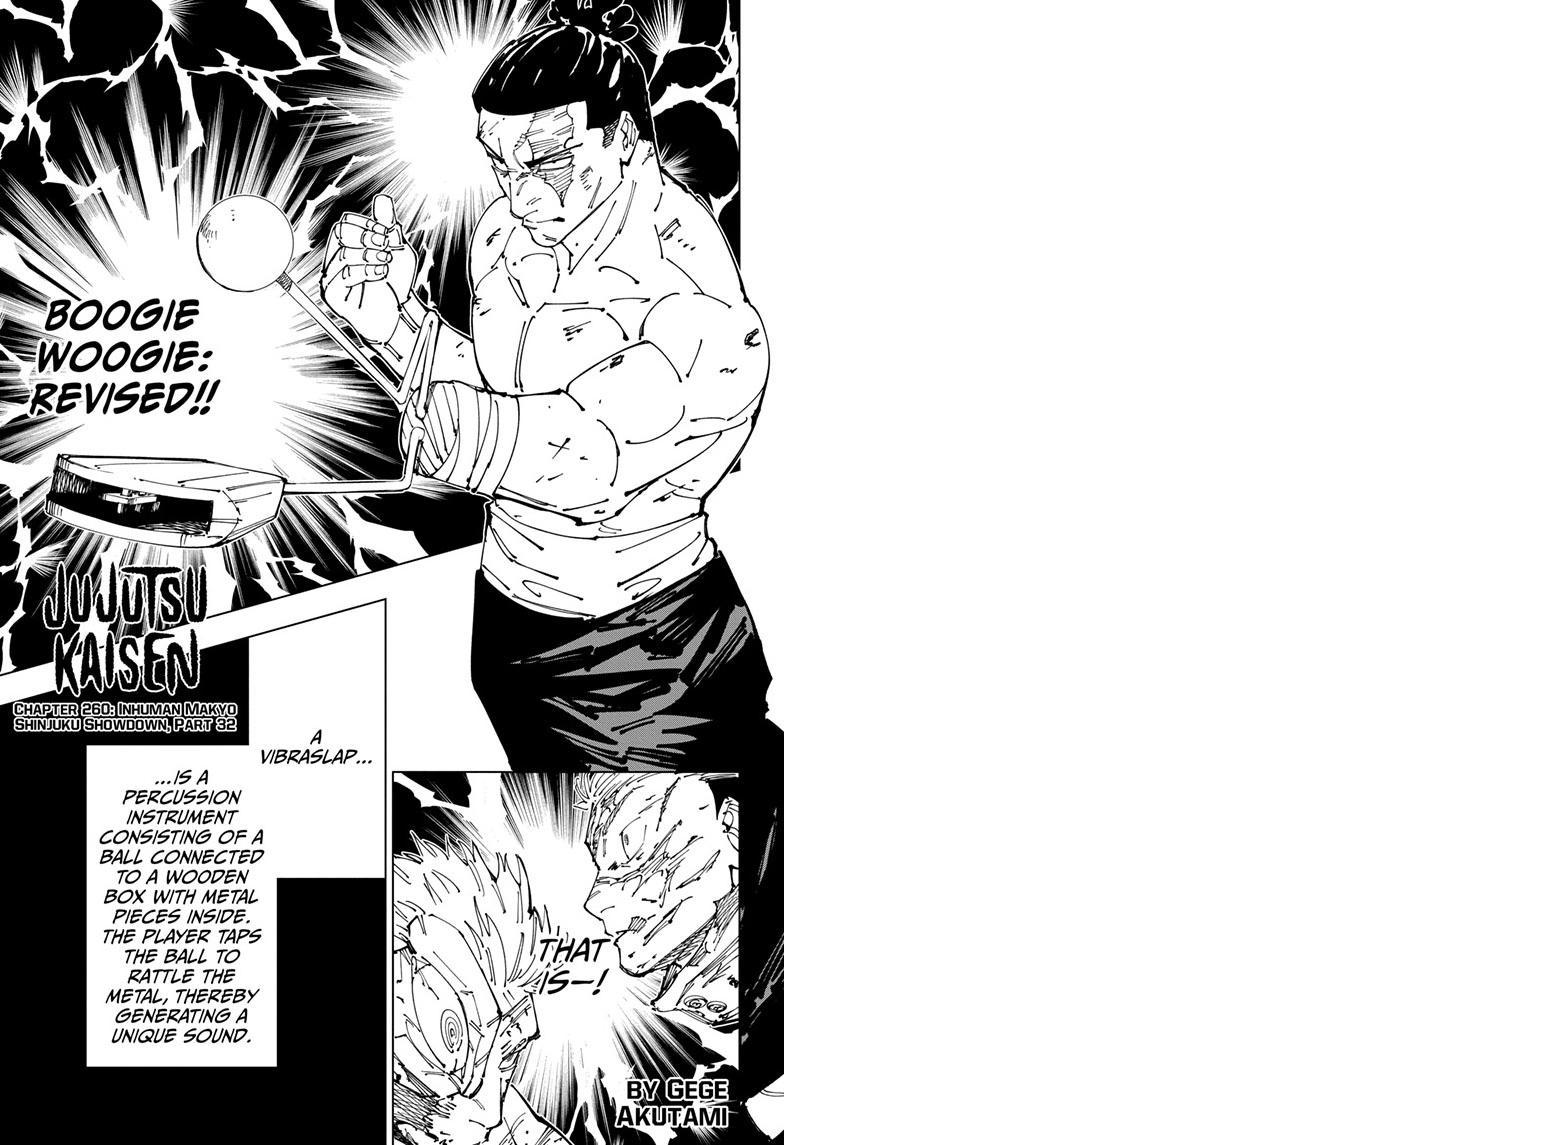 BOOGIE
WOOGIE:
REVISED!!
JUJUTSU
KAISEN
CHAPTER 260: INHUMAN MAKYO
SHINJUKU SHOWDOWN, PART 32
A
VIBRASLAP...
...IS A
PERCUSSION
INSTRUMENT
CONSISTING OF A
BALL CONNECTED
TO A WOODEN
BOX WITH METAL
PIECES INSIDE.
THE PLAYER TAPS
THE BALL TO
RATTLE THE
METAL, THEREBY
GENERATING A
UNIQUE SOUND.
THAT
IS—!
BY GEGE
AKUTAMI